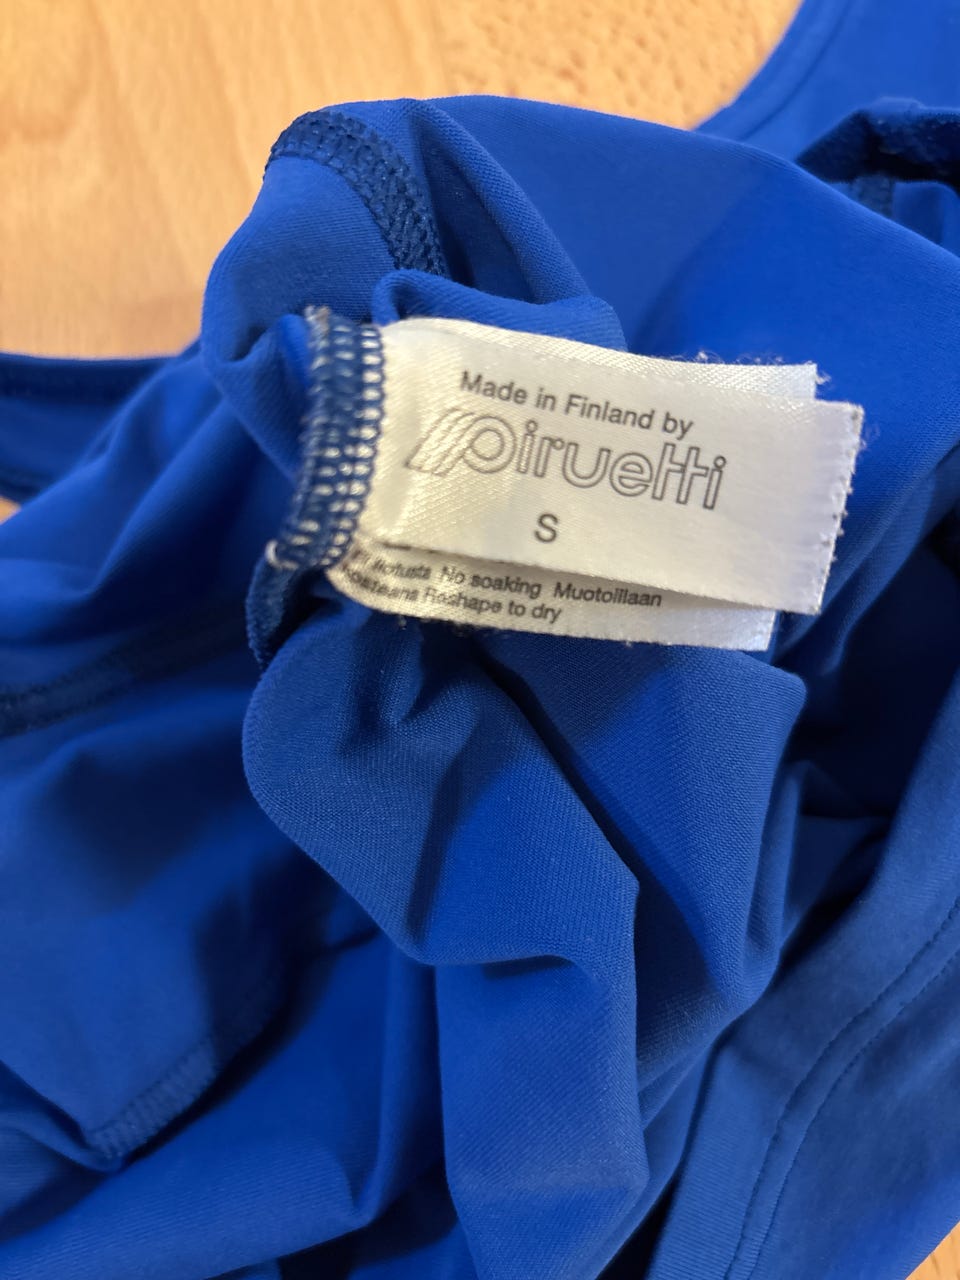 Made in Finland by
piruetti
S
No soaking Muotoillaan
Reshape to dry